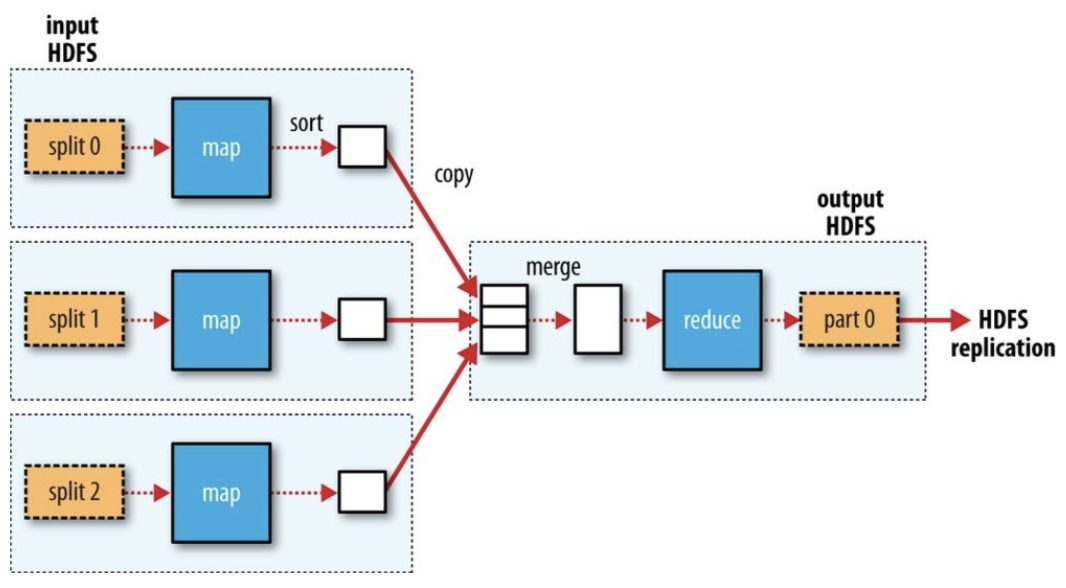 input
HDFS
split 0
map
sort
copy
split 1
map
split 2
map
output
HDFS
merge
reduce
part 0
HDFS
replication